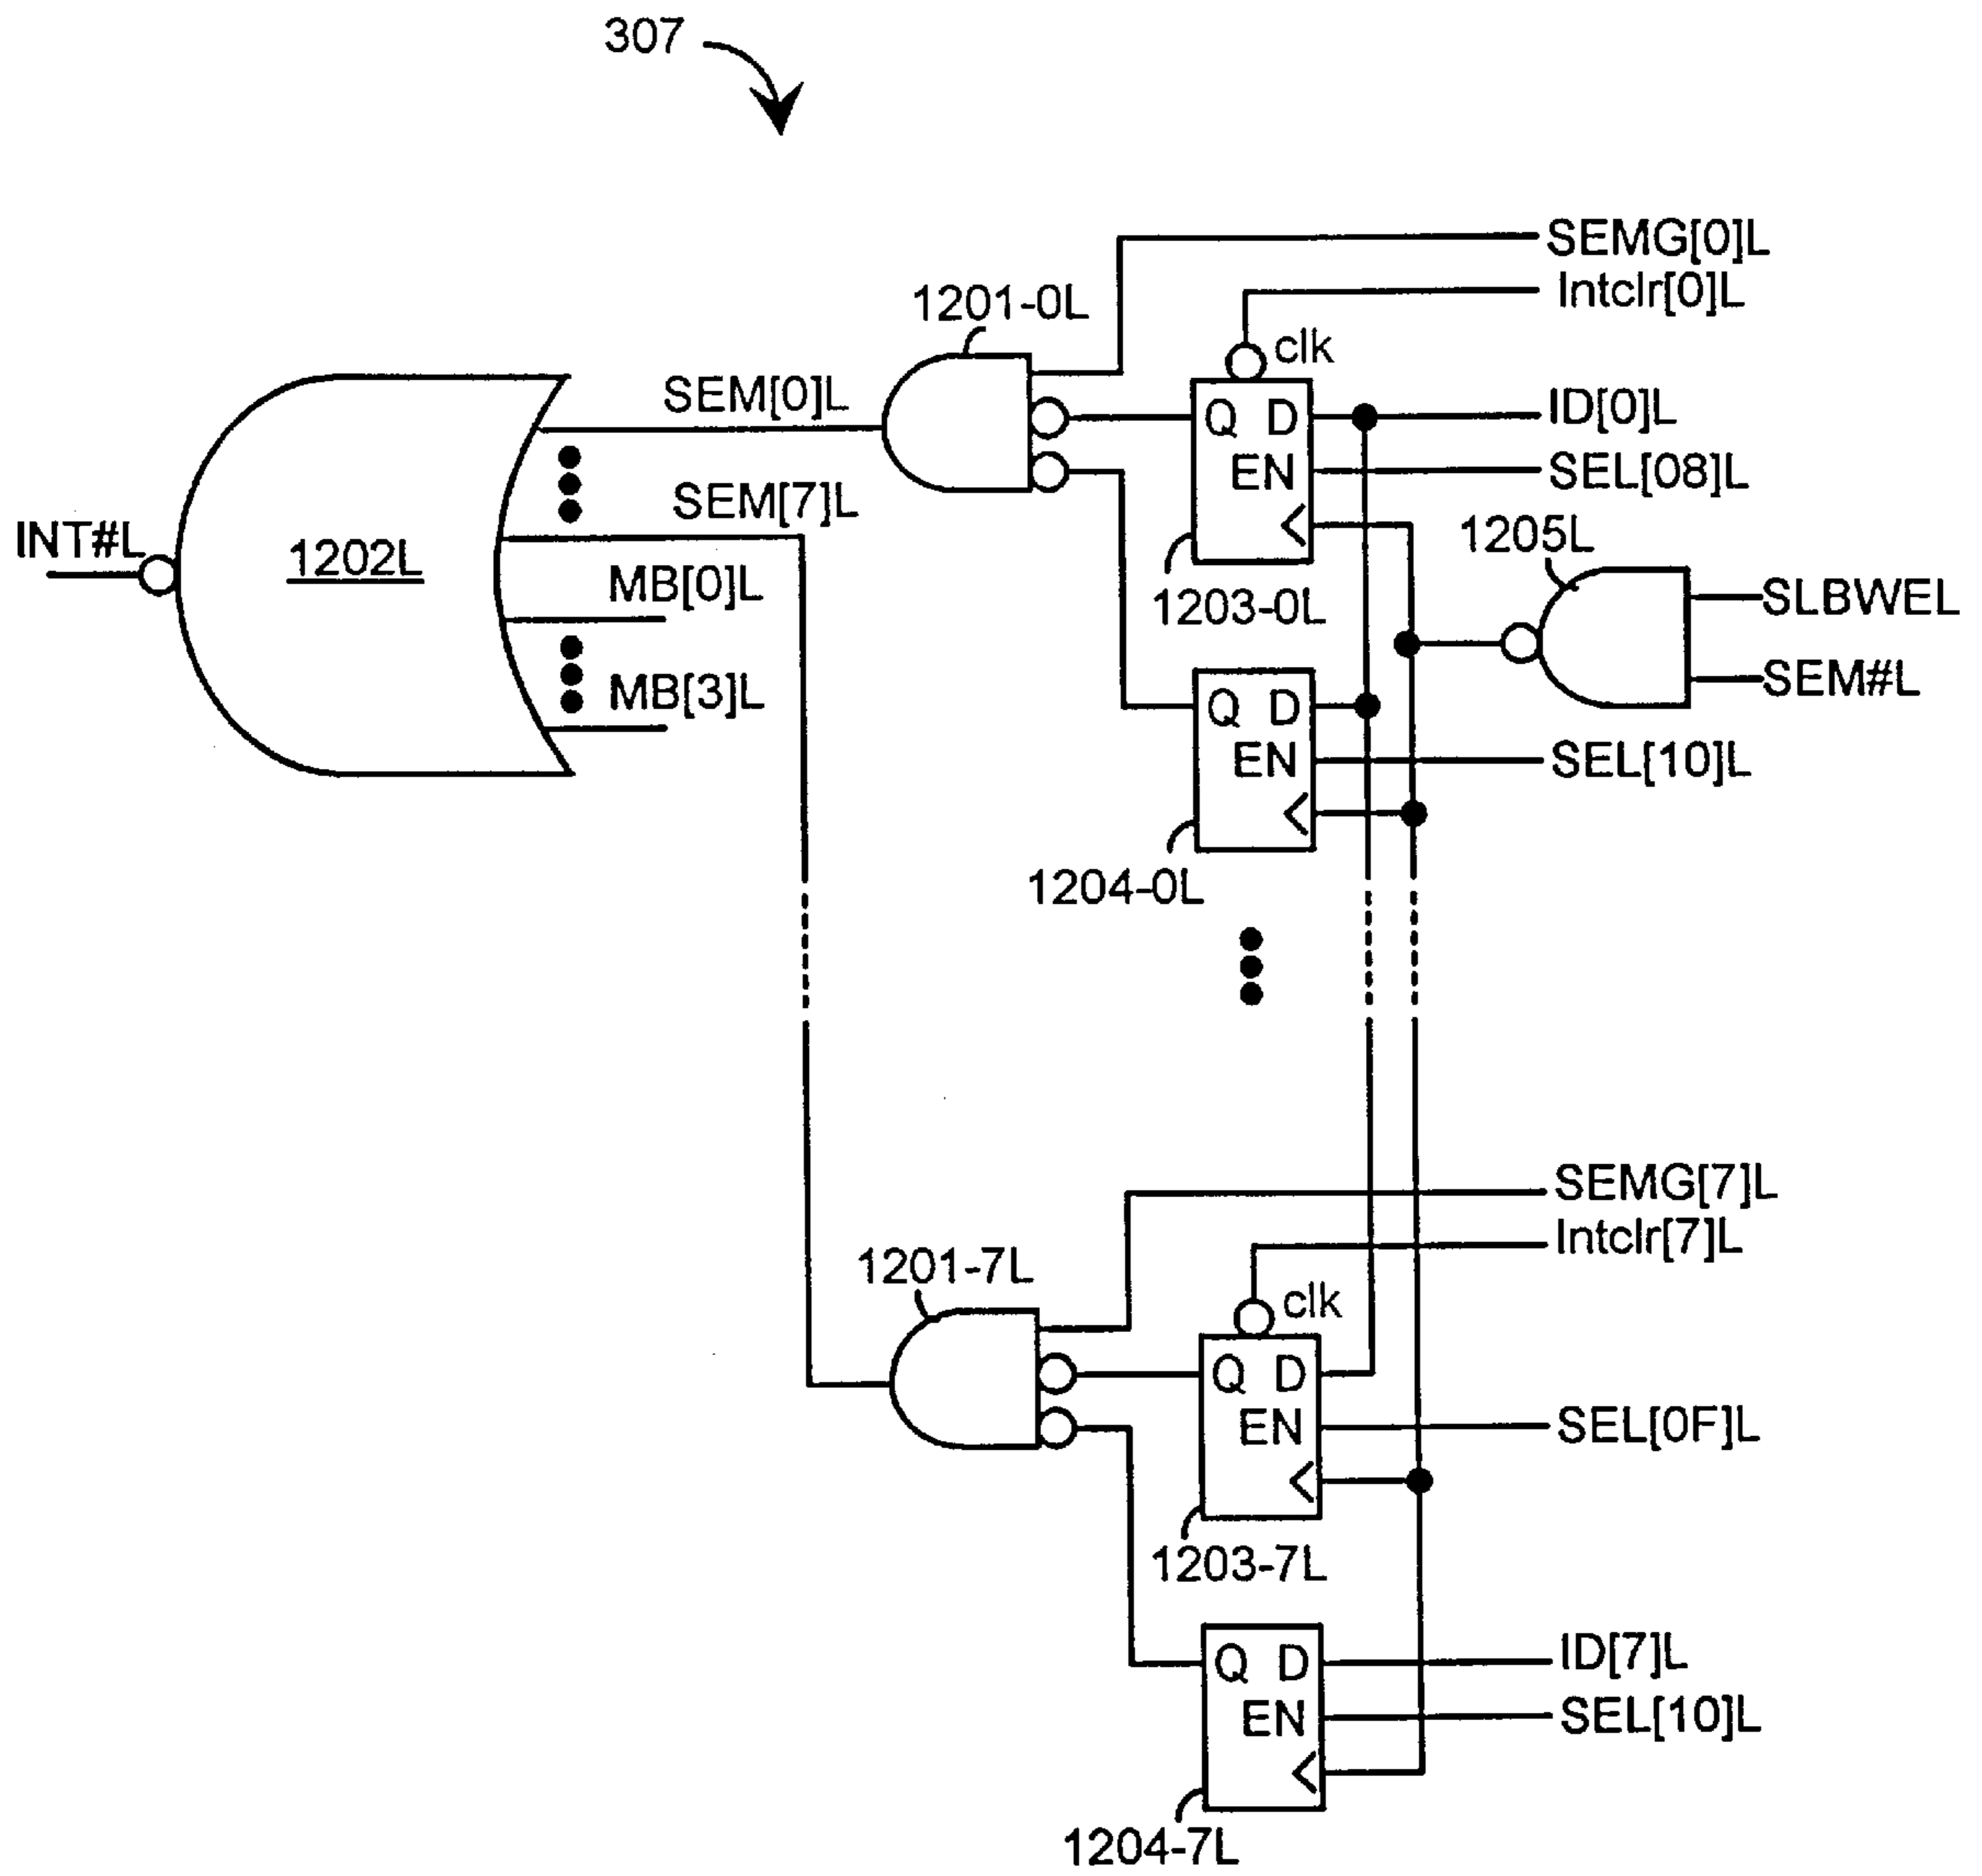 307
SEMG[0]L
Intclr[0]L
1201-0L
clk
SEM[0]L
Q D
ID[0]L
EN
SEL[08]L
SEM[7]L
INT#L
1202L
1205L
MB[0]L
1203-0L
SLBWEL
MB[3]L
SEM#L
Q D
EN
SEL[10]L
1204-0L
SEMG[7]L
Intclr[7]L
1201-7L
clk
Q D
EN
SEL[0F]L
1203-7L
Q D
ID[7]L
EN
SEL[10]L
1204-7L